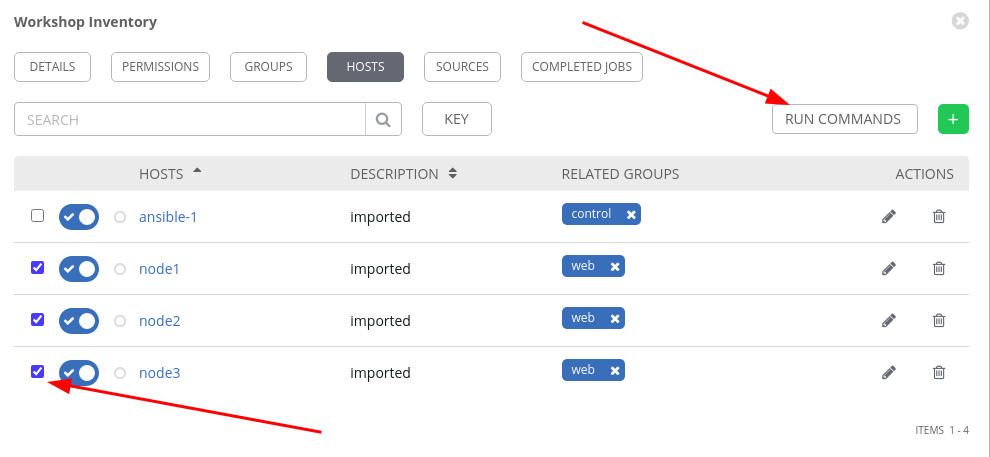 Workshop Inventory
DETAILS PERMISSIONS GROUPS HOSTS SOURCES COMPLETED JOBS
SEARCH KEY RUN COMMANDS +
HOSTS DESCRIPTION RELATED GROUPS ACTIONS
ansible-1 imported control
node1 imported web
node2 imported web
node3 imported web
ITEMS 1 - 4